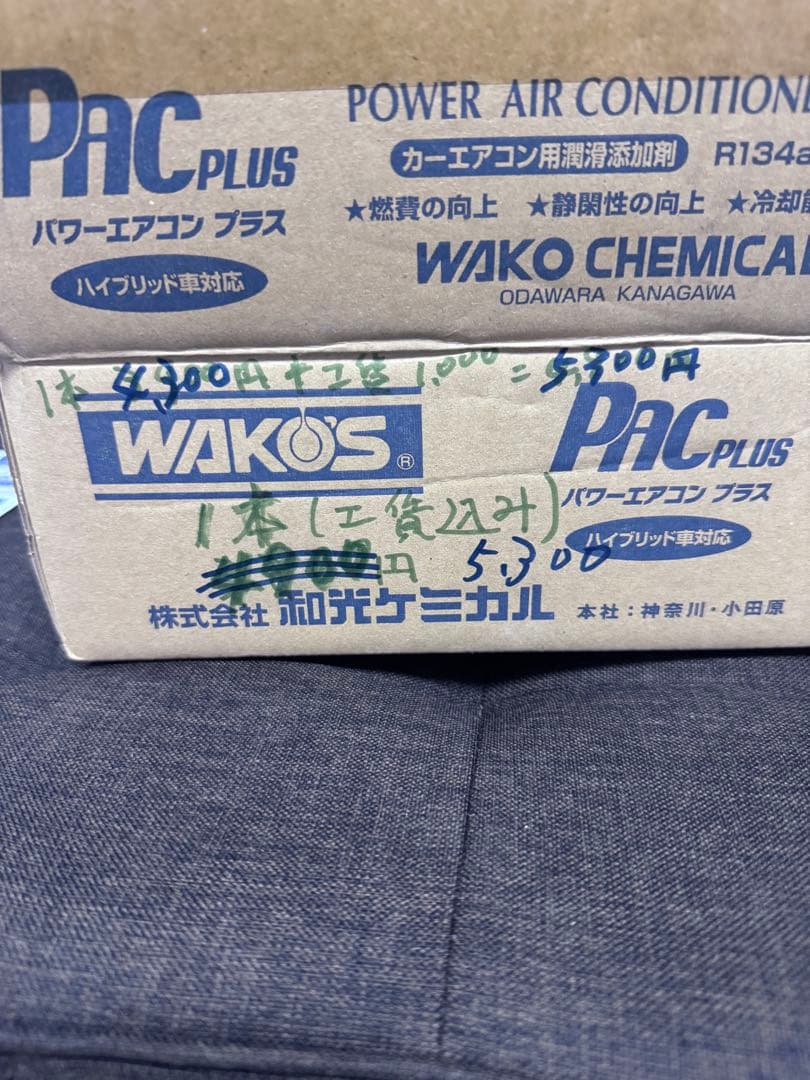 PAC PLUS
パワーエアコン プラス
ハイブリッド車対応
POWER AIR CONDITION
カーエアコン用潤滑添加剤 R134a
★燃費の向上 ★静閑性の向上 ★冷却
WAKO CHEMICAL
ODAWARA KANAGAWA
1本 4,300円+工賃 1,000=5,300円
WAKO'S®
PAC PLUS
パワーエアコン プラス
ハイブリッド車対応
1本(工賃込み)
円 5,300
株式会社 和光ケミカル 本社:神奈川・小田原